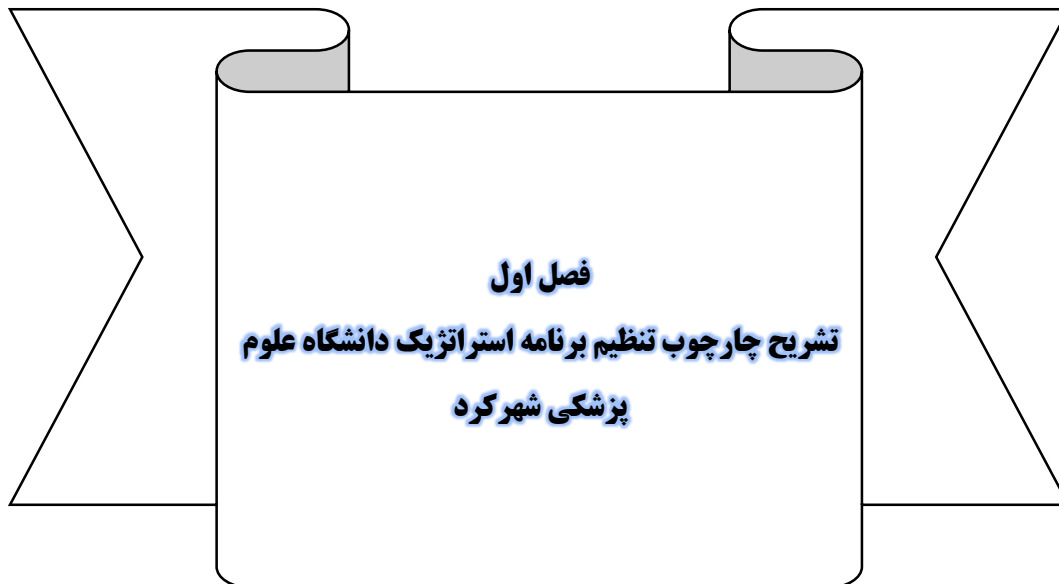 فصل اول
تشریح چارچوب تنظیم برنامه استراتژیک دانشگاه علوم
پزشکی شهرکرد